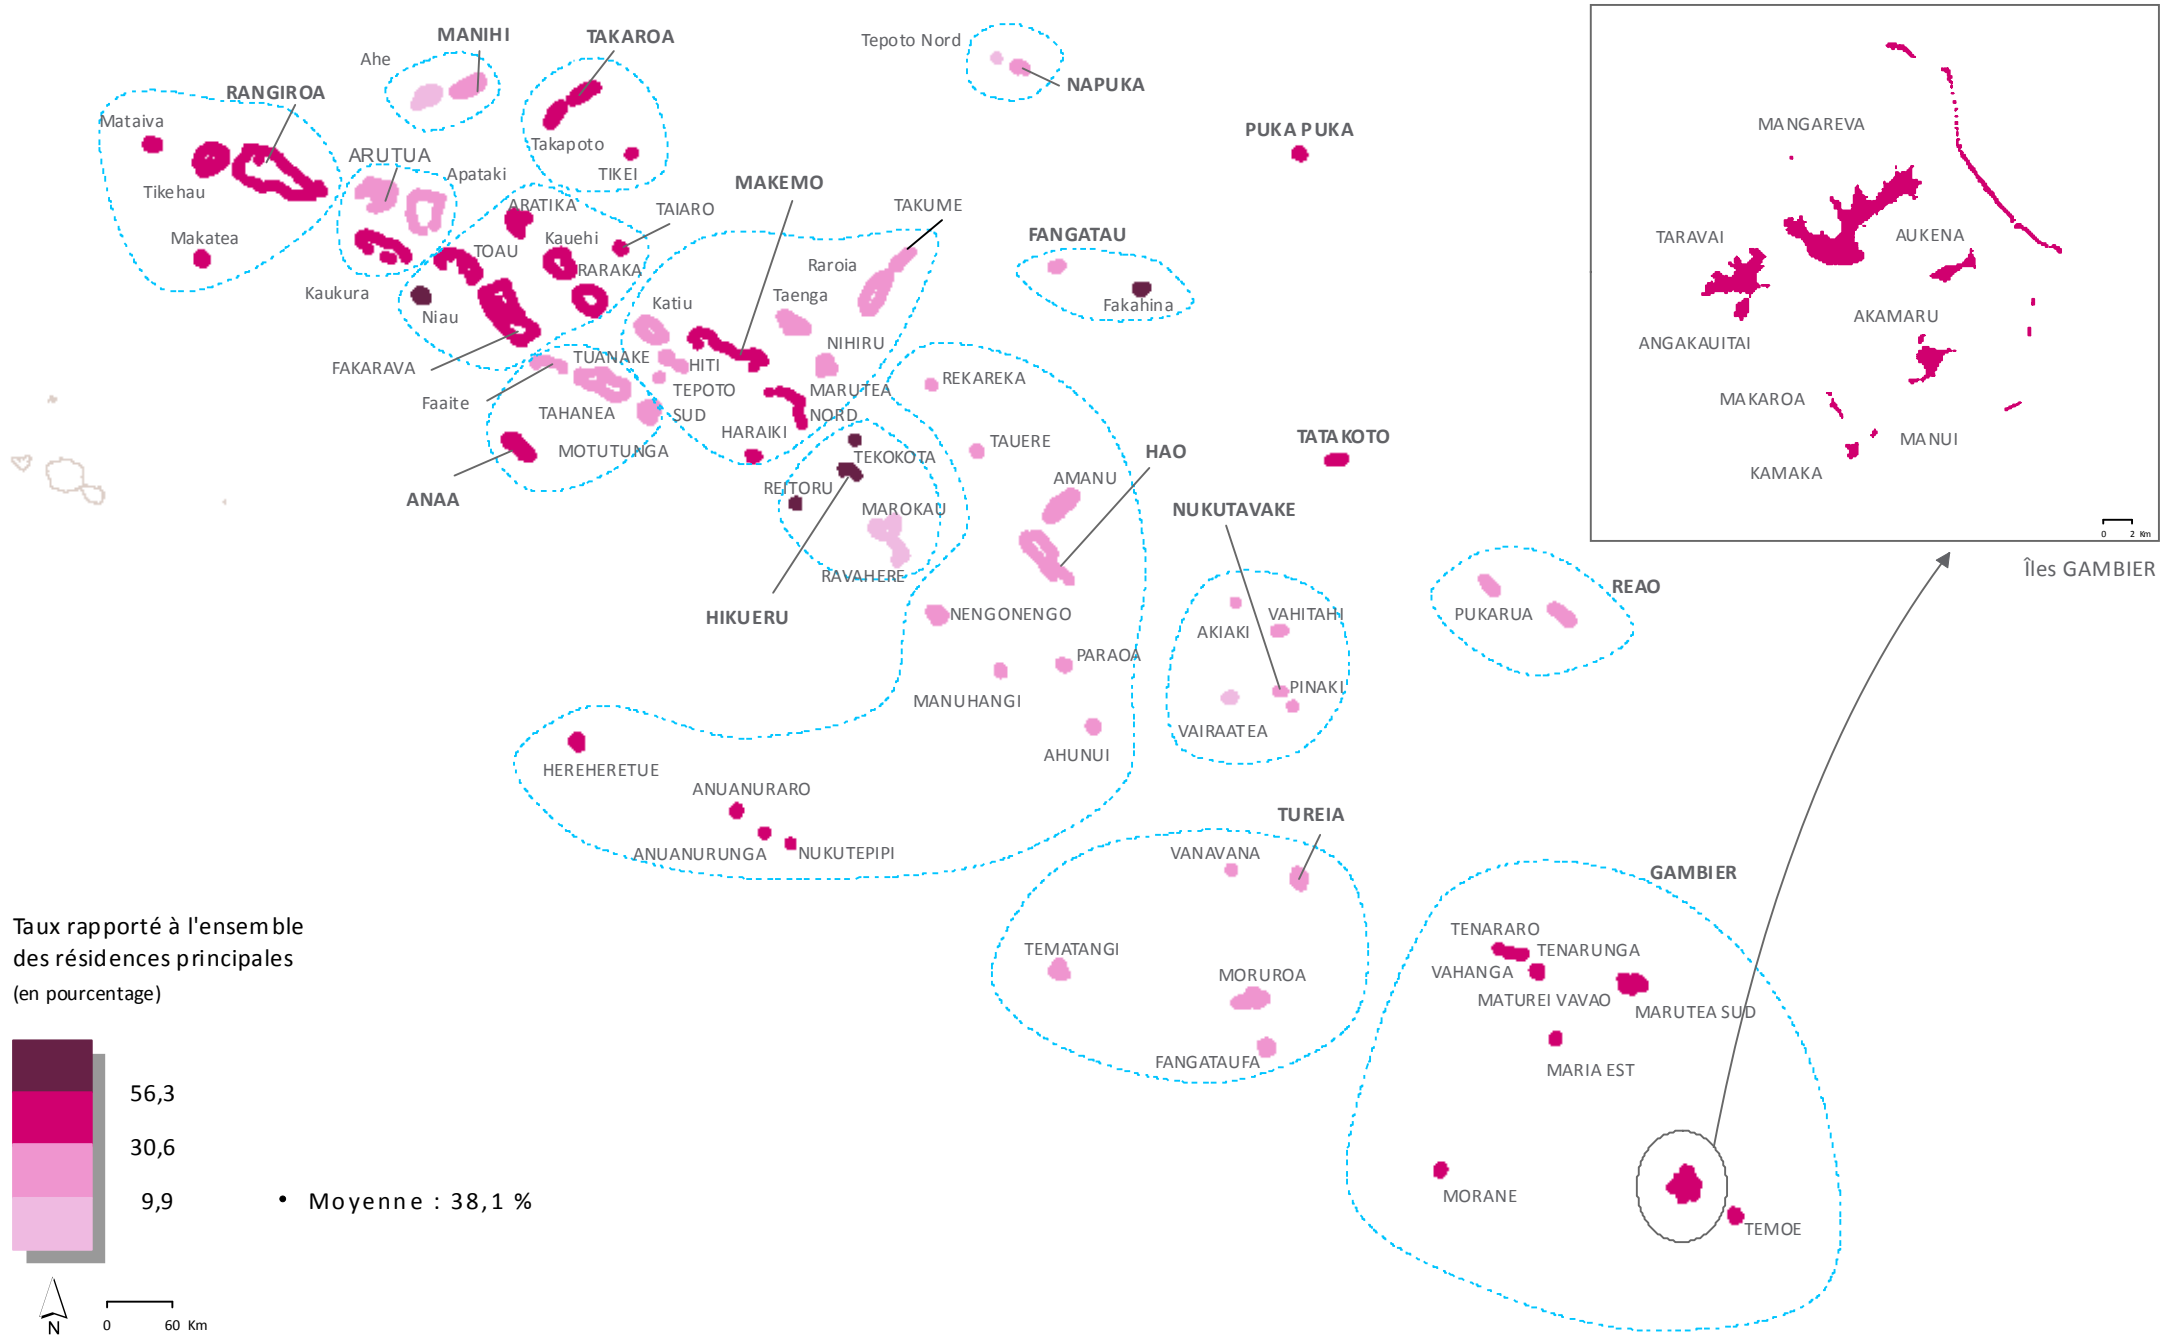 MANIHI
TAKAROA
Ahe
Tepoto Nord
NAPUKA
RANGIROA
Mataiva
Tikehau
Makatea
ARUTUA
Apataki
Takapoto
TIKEI
PUKA PUKA
MAKEMO
ARATIKA
TAIARO
TAKUME
TOAU
Kauehi
RARAKA
Raroia
FANGATAU
Fakahina
Kaukura
Niau
Katiu
Taenga
FAKARAVA
TUANAKE
HITI
NIHIRU
Faaite
TEPOTO
SUD
MARUTEA
NORD
REKAREKA
TAHANEA
HARAIKI
MOTUTUNGA
ANAA
TEKOKOTA
TAUERE
HAO
TATAKOTO
REITORU
AMANU
MAROKAU
NUKUTAVAKE
RAVAHERE
HIKUERU
NENGONENGO
VAHITAHI
AKIAKI
PUKARUA
REAO
PARAOA
MANUHANGI
PINAKI
VAIRAATEA
AHUNUI
HEREHERETUE
ANUANURARO
ANUANURUNGA
NUKUTEPIPI
TUREIA
VANAVANA
TEMATANGI
MORUROA
FANGATAUFA
GAMBIER
TENARARO
TENARUNGA
VAHANGA
MATUREI VAVAO
MARUTEA SUD
MARIA EST
MORANE
TEMOE
MANGAREVA
TARAVAI
AUKENA
AKAMARU
ANGAKAUITAI
MAKAROA
MANUI
KAMAKA
0 2 Km
Îles GAMBIER
Taux rapporté à l'ensemble
des résidences principales
(en pourcentage)
56,3
30,6
9,9
• Moyenne : 38,1 %
N
0 60 Km